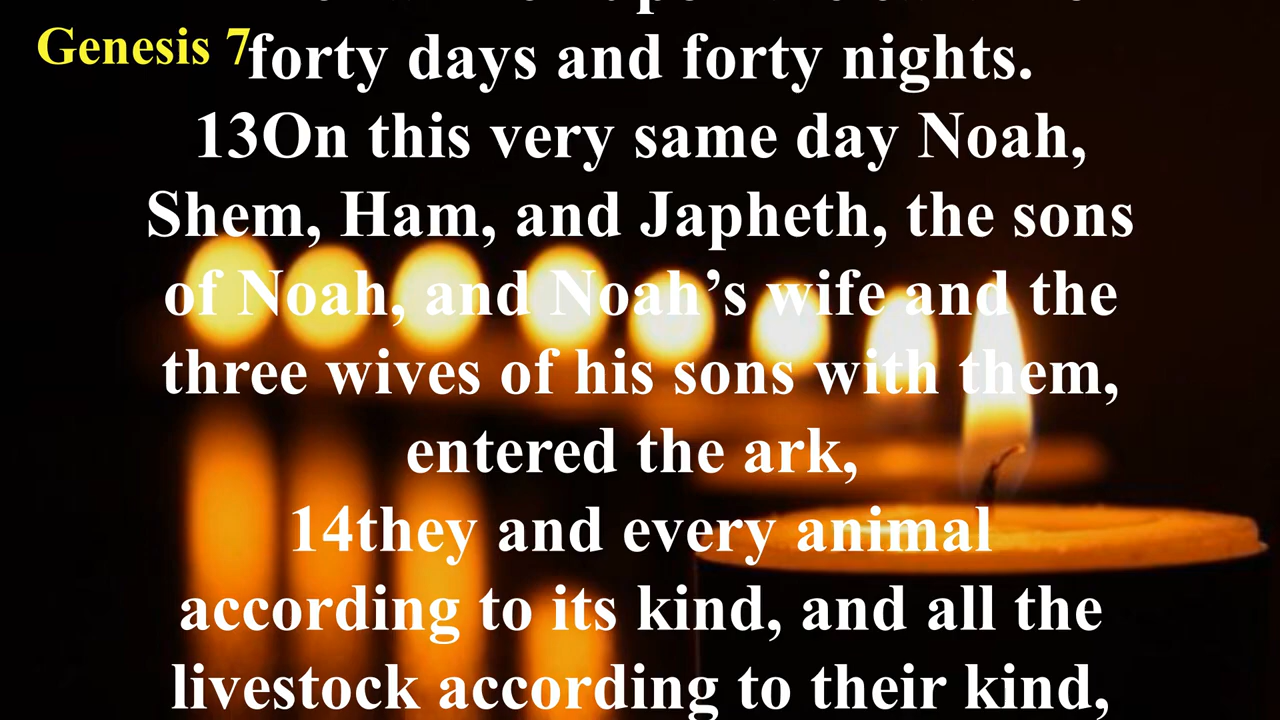 Genesis 7
forty days and forty nights.
13On this very same day Noah,
Shem, Ham, and Japheth, the sons
of Noah, and Noah’s wife and the
three wives of his sons with them,
entered the ark,
14they and every animal
according to its kind, and all the
livestock according to their kind,